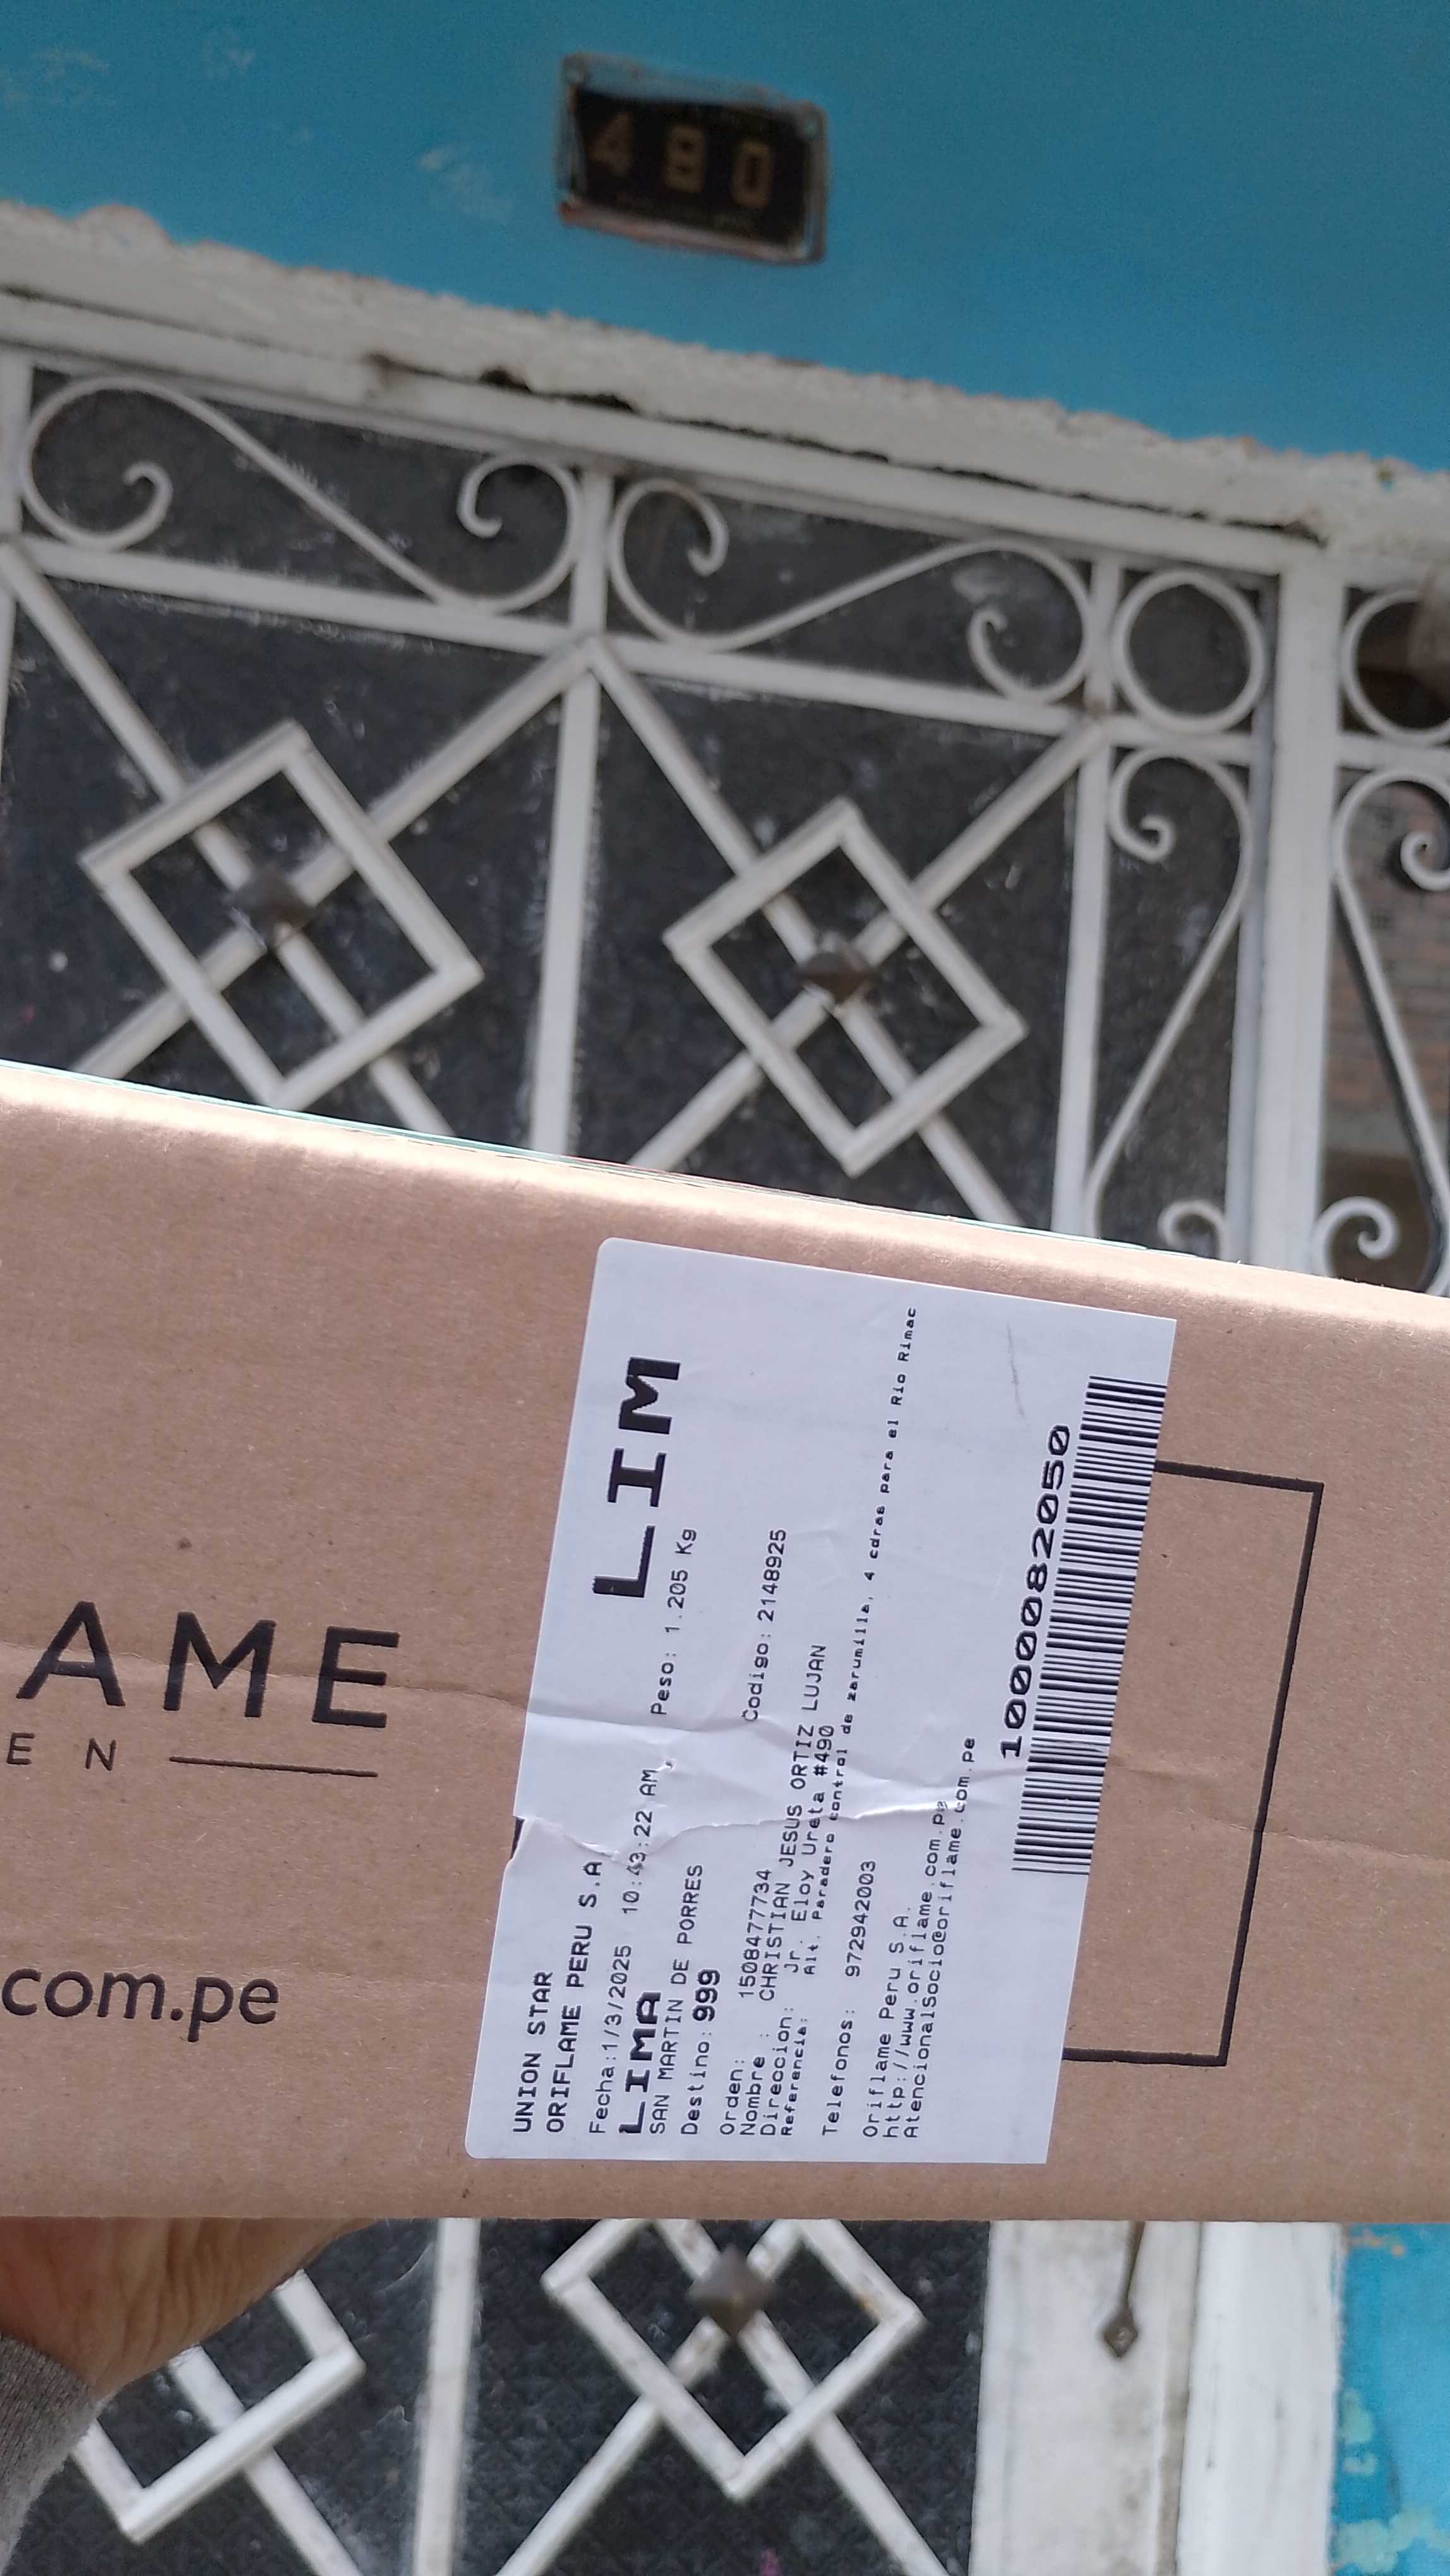 490
AME
EN
com.pe
UNION STAR
ORIFLAME PERU S.A.
Fecha:1/3/2025 10:43:22 AM. Peso: 1.205 Kg
LIMA LIM
SAN MARTIN DE PORRES
Destino: 999
Orden: 1508477734 Codigo: 2148925
Nombre : CHRISTIAN JESUS ORTIZ LUJAN
Direccion: Jr. Eloy Ureta #490
Referencia: Alt. Paradero control de zarumilla, 4 cdras para el Rio Rimac
Telefonos: 972942003
Oriflame Peru S.A.
http://www.oriflame.com.pe
AtencionalSocio@oriflame.com.pe
1000082050